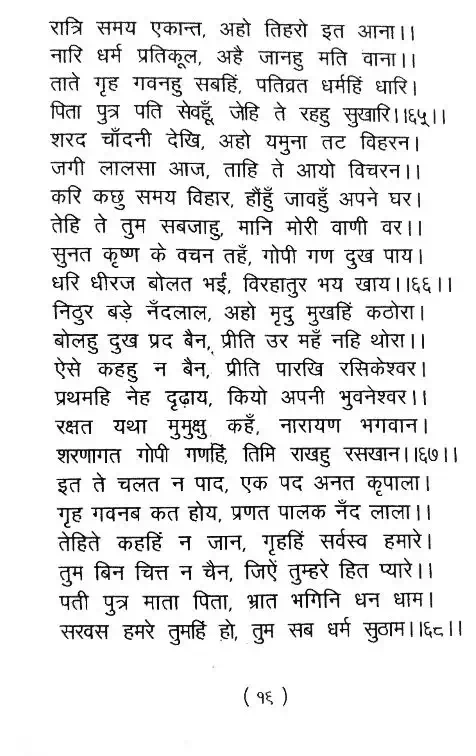 रात्रि समय एकान्त, अहो तिहरो इत आना।।
नारि धर्म प्रतिकूल, अहै जानहु मति वाना।।
ताते गृह गवनहु सबहिं, पतिव्रत धर्महिं धारि।
पिता पुत्र पति सेवहूँ, जेहि ते रहहु सुखारि।।६५।।
शरद चाँदनी देखि, अहो यमुना तट विहरन।
जगी लालसा आज, ताहि ते आयो विचरन।।
करि कछु समय विहार, हौंहुँ जावहुँ अपने घर।
तेहि ते तुम सबजाहु, मानि मोरी वाणी वर।।
सुनत कृष्ण के वचन तहँ, गोपी गण दुख पाय।
धरि धीरज बोलत भईं, विरहातुर भय खाय।।६६।।
निठुर बड़े नँदलाल, अहो मृदु मुखहिं कठोरा।
बोलहु दुख प्रद बैन, प्रीति उर महँ नहि थोरा।।
ऐसे कहहु न बैन, प्रीति पारखि रसिकेश्वर।
प्रथमहि नेह दृढ़ाय, कियो अपनी भुवनेश्वर।।
रक्षत यथा मुमुक्षु कहँ, नारायण भगवान।
शरणागत गोपी गणहिं, तिमि राखहु रसखान।।६७।।
इत ते चलत न पाद, एक पद अनत कृपाला।
गृह गवनब कत होय, प्रणत पालक नँद लाला।।
तेहिते कहहिं न जान, गृहहिं सर्वस्व हमारे।
तुम बिन चित्त न चैन, जिऐं तुम्हरे हित प्यारे।।
पती पुत्र माता पिता, भ्रात भगिनि धन धाम।
सरवस हमरे तुमहिं हो, तुम सब धर्म सुठाम।।६८।।
(१६)